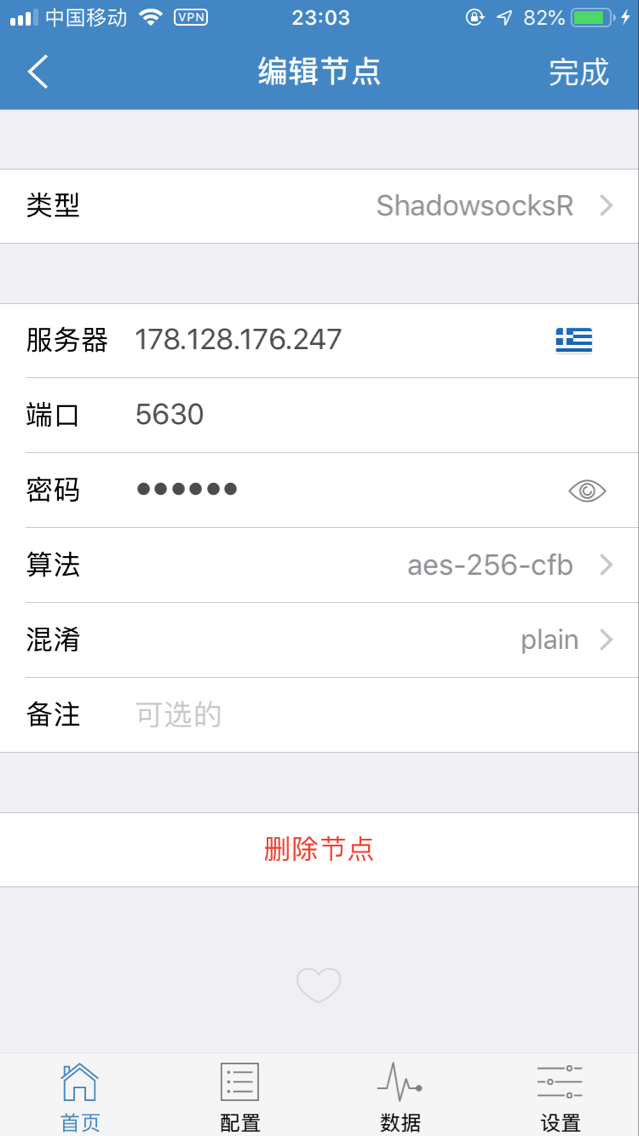 中国移动 VPN 23:03 82%
编辑节点 完成
类型 ShadowsocksR
服务器 178.128.176.247
端口 5630
密码 ●●●●●●
算法 aes-256-cfb
混淆 plain
备注 可选的
删除节点
首页 配置 数据 设置